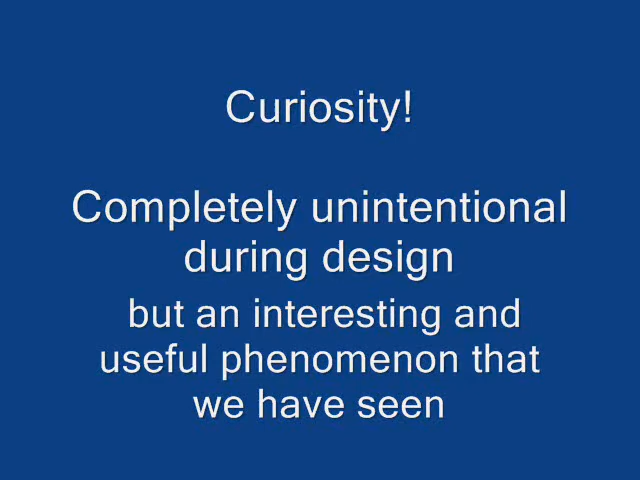 Curiosity!
Completely unintentional
during design
but an interesting and
useful phenomenon that
we have seen